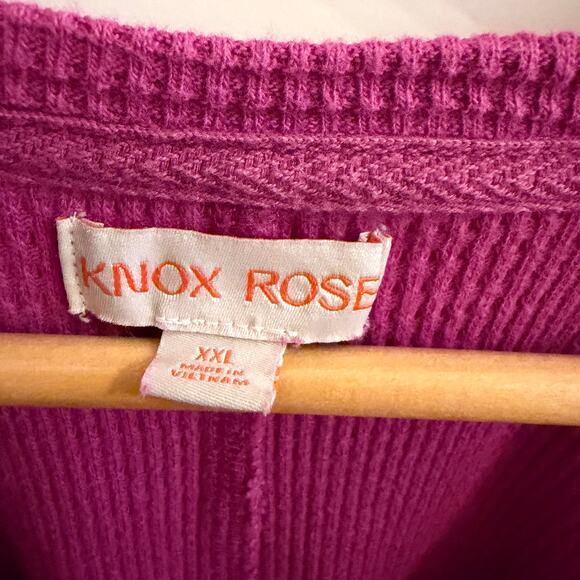 KNOX ROSE
XXL
MADE IN
VIETNAM